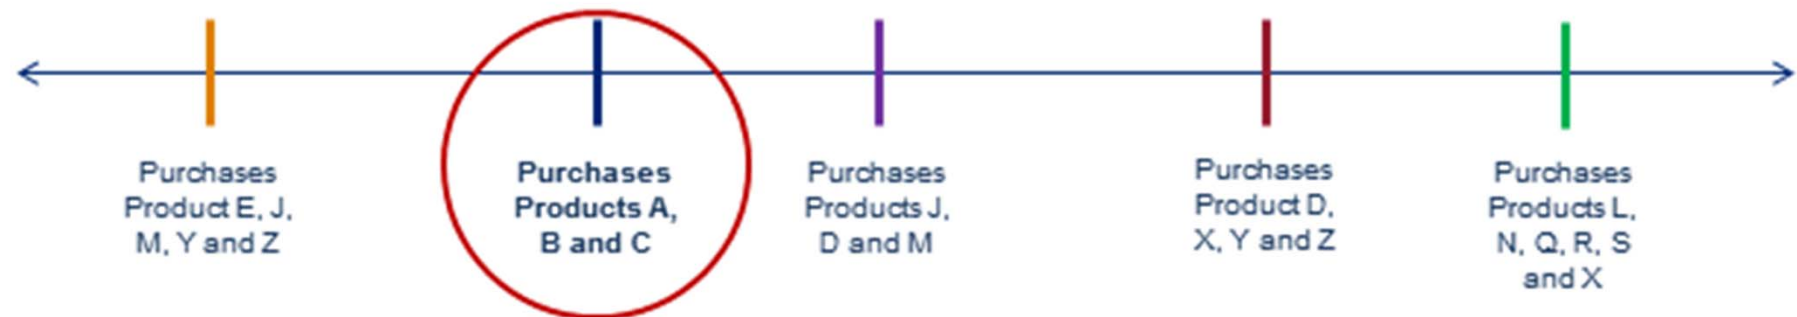 Purchases
Product E, J,
M, Y and Z
Purchases
Products A,
B and C
Purchases
Products J,
D and M
Purchases
Product D,
X, Y and Z
Purchases
Products L,
N, Q, R, S
and X